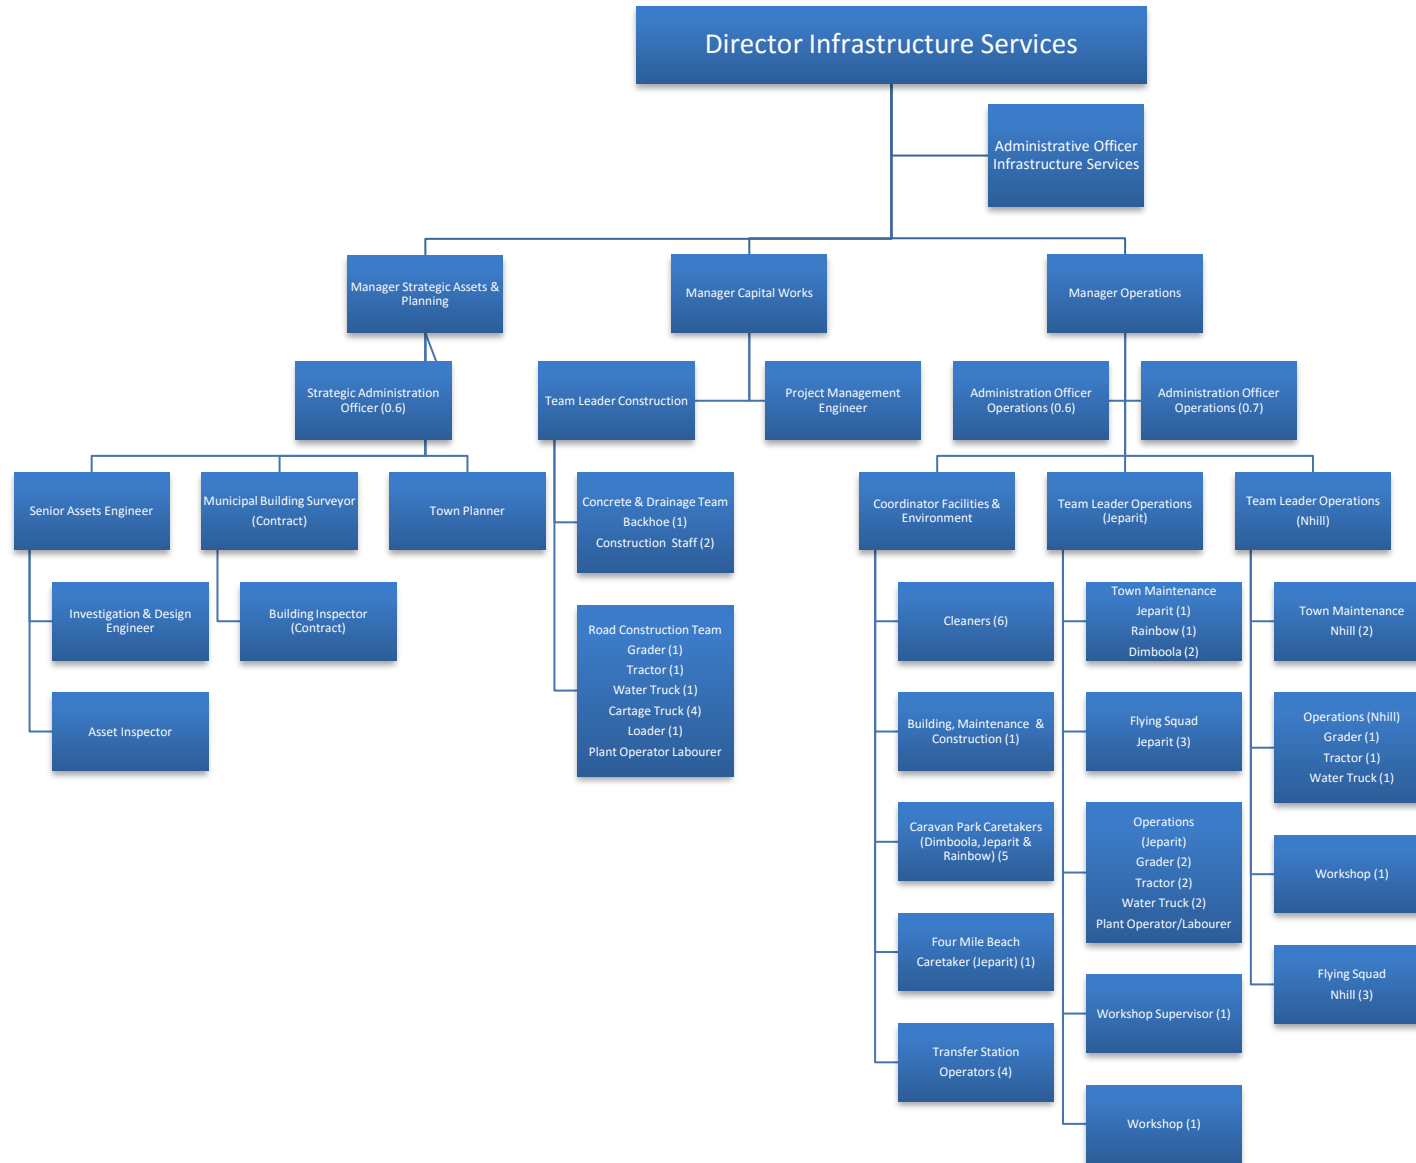 Director Infrastructure Services
Administrative Officer
Infrastructure Services
Manager Strategic Assets &
Planning
Manager Capital Works
Manager Operations
Strategic Administration
Officer (0.6)
Team Leader Construction
Project Management
Engineer
Administration Officer
Operations (0.6)
Administration Officer
Operations (0.7)
Senior Assets Engineer
Municipal Building Surveyor
(Contract)
Town Planner
Concrete & Drainage Team
Backhoe (1)
Construction Staff (2)
Coordinator Facilities &
Environment
Team Leader Operations
(Jeparit)
Team Leader Operations
(Nhill)
Investigation & Design
Engineer
Building Inspector
(Contract)
Asset Inspector
Road Construction Team
Grader (1)
Tractor (1)
Water Truck (1)
Cartage Truck (4)
Loader (1)
Plant Operator Labourer
Cleaners (6)
Building, Maintenance &
Construction (1)
Caravan Park Caretakers
(Dimboola, Jeparit &
Rainbow) (5
Four Mile Beach
Caretaker (Jeparit) (1)
Transfer Station
Operators (4)
Town Maintenance
Jeparit (1)
Rainbow (1)
Dimboola (2)
Flying Squad
Jeparit (3)
Operations
(Jeparit)
Grader (2)
Tractor (2)
Water Truck (2)
Plant Operator/Labourer
Workshop Supervisor (1)
Workshop (1)
Town Maintenance
Nhill (2)
Operations (Nhill)
Grader (1)
Tractor (1)
Water Truck (1)
Workshop (1)
Flying Squad
Nhill (3)